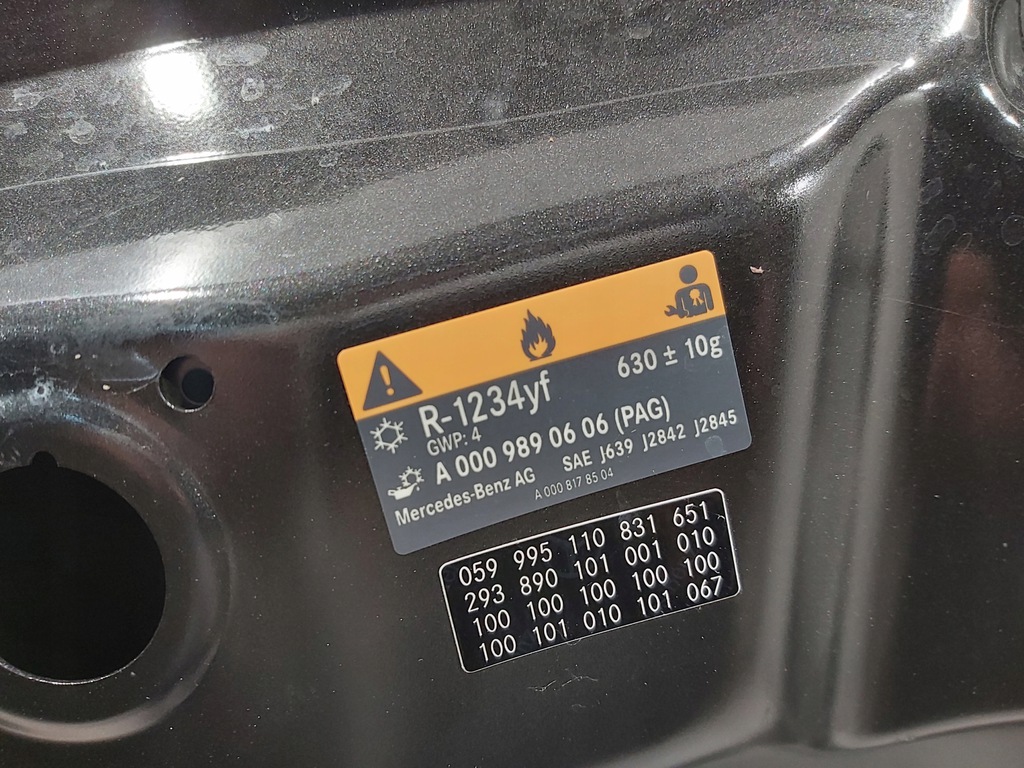 R-1234yf 630 ± 10g
GWP: 4
A 000 989 06 06 (PAG)
Mercedes-Benz AG SAE J639 J2842 J2845
A 000 817 85 04
059 995 110 831 651
293 890 101 001 010
100 100 100 100 100
100 101 010 101 067